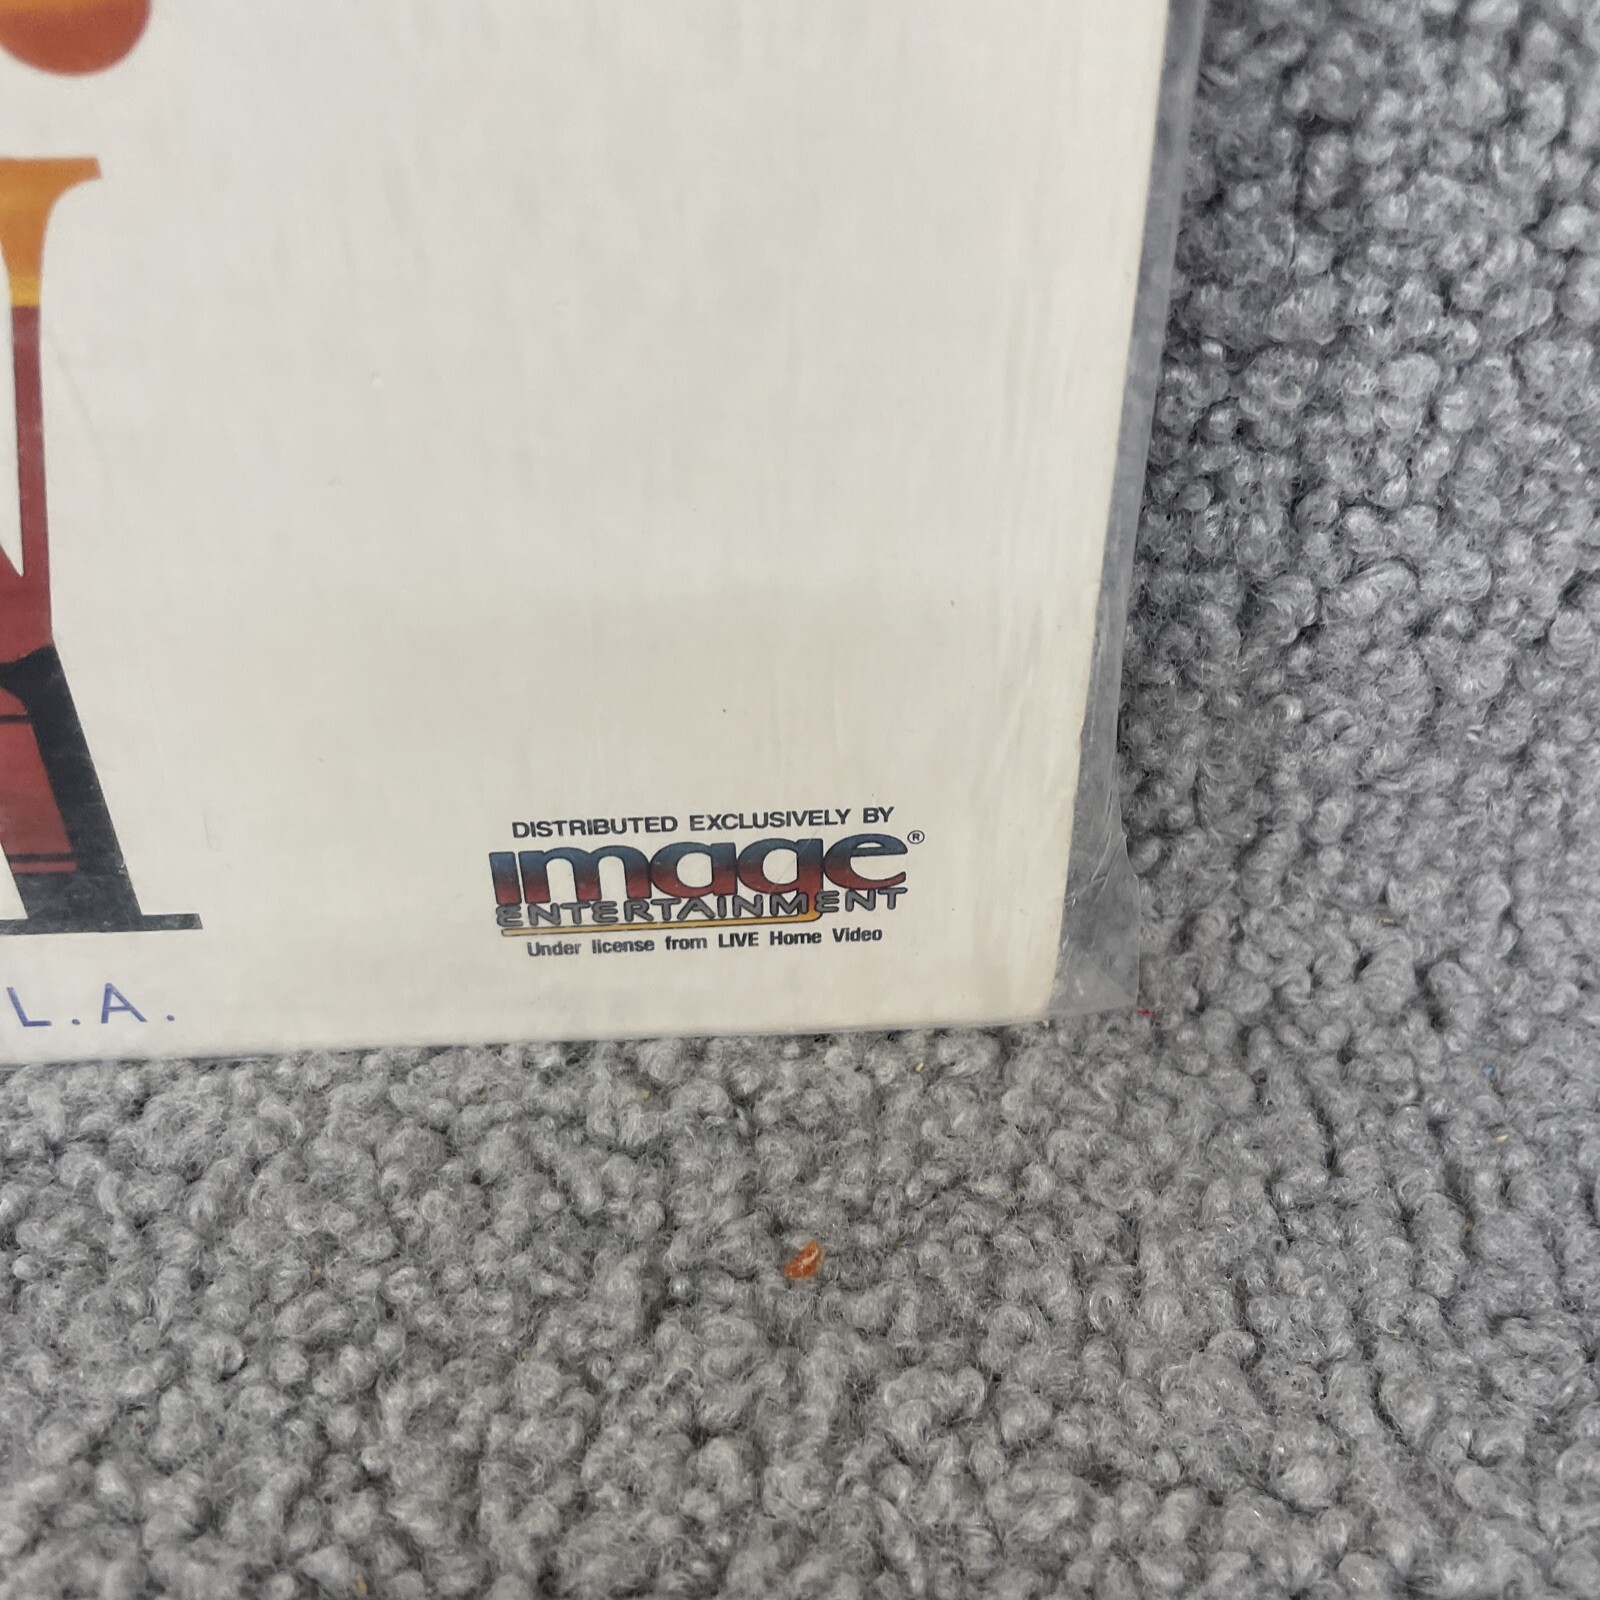 DISTRIBUTED EXCLUSIVELY BY
image®
ENTERTAINMENT
Under license from LIVE Home Video
L.A.